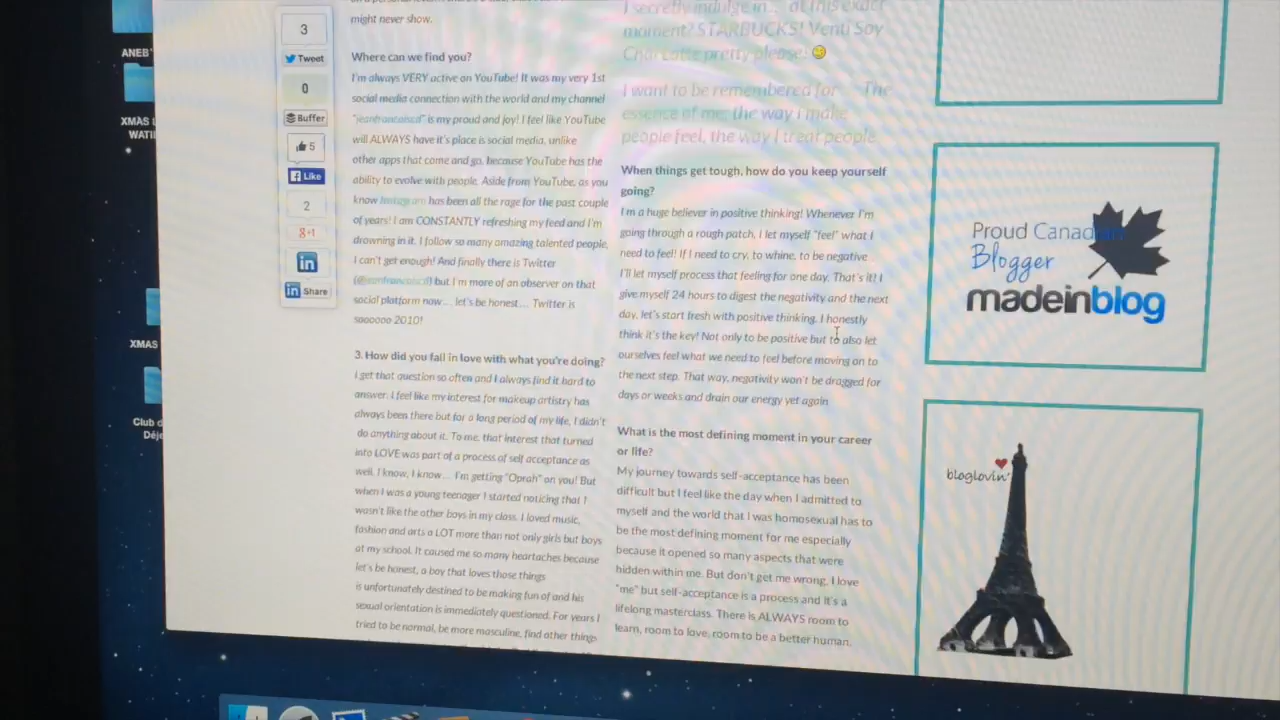 might never show.
Where can we find you?
I'm always VERY active on YouTube! It was my very 1st
social media connection with the world and my channel
"jeanfrancoiscil" is my proud and joy! I feel like YouTube
will ALWAYS have it's place is social media, unlike
other apps that come and go, because YouTube has the
ability to evolve with people. Aside from YouTube, as you
know Instagram has been all the rage for the past couple
of years! I am CONSTANTLY refreshing my feed and I'm
drowning in it. I follow so many amazing talented people,
I can't get enough! And finally there is Twitter
(@jeanfrancoiscil) but I'm more of an observer on that
social platform now... let's be honest... Twitter is
soooooo 2010!
3. How did you fall in love with what you're doing?
I get that question so often and I always find it hard to
answer. I feel like my interest for makeup artistry has
always been there but for a long period of my life, I didn't
do anything about it. To me, that interest that turned
into LOVE was part of a process of self acceptance as
well. I know, I know... I'm getting "Oprah" on you! But
when I was a young teenager I started noticing that I
wasn't like the other boys in my class. I loved music,
fashion and arts a LOT more than not only girls but boys
at my school. It caused me so many heartaches because
let's be honest, a boy that loves those things
is unfortunately destined to being made fun of and his
sexual orientation is immediately questioned. For years I
tried to be normal, be more masculine, find other things
I secretly indulge in... at this exact
moment? STARBUCKS! Venti Soy
Chai Latte pretty please!
I want to be remembered for... The
essence of me, the way i make
people feel, the way I treat people
When things get tough, how do you keep yourself
going?
I'm a huge believer in positive thinking! Whenever I'm
going through a rough patch, I let myself "feel" what I
need to feel! If I need to cry, to whine, to be negative
I'll let myself process that feeling for one day. That's it! I
give myself 24 hours to digest the negativity and the next
day, let's start fresh with positive thinking. I honestly
think it's the key! Not only to be positive but to also let
ourselves feel what we need to feel before moving on to
the next step. That way, negativity won't be dragged for
days or weeks and drain our energy yet again
What is the most defining moment in your career
or life?
My journey towards self-acceptance has been
difficult but I feel like the day when I admitted to
myself and the world that I was homosexual has to
be the most defining moment for me especially
because it opened so many aspects that were
hidden within me. But don't get me wrong, I love
"me" but self-acceptance is a process and it's a
lifelong masterclass. There is ALWAYS room to
learn, room to love, room to be a better human.
3
Tweet
0
Buffer
5
Like
2
8+1
in
in Share
Proud Canadian
Blogger
madeinblog
bloglovin'
XMAS
WATI
XMAS
Club d
Déje